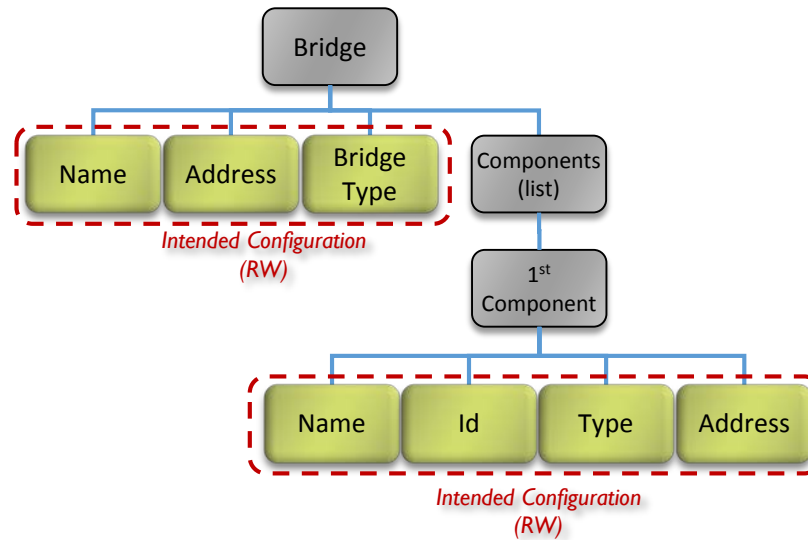 Bridge
Name
Address
Bridge
Type
Components
(list)
Intended Configuration
(RW)
1st
Component
Name
Id
Type
Address
Intended Configuration
(RW)